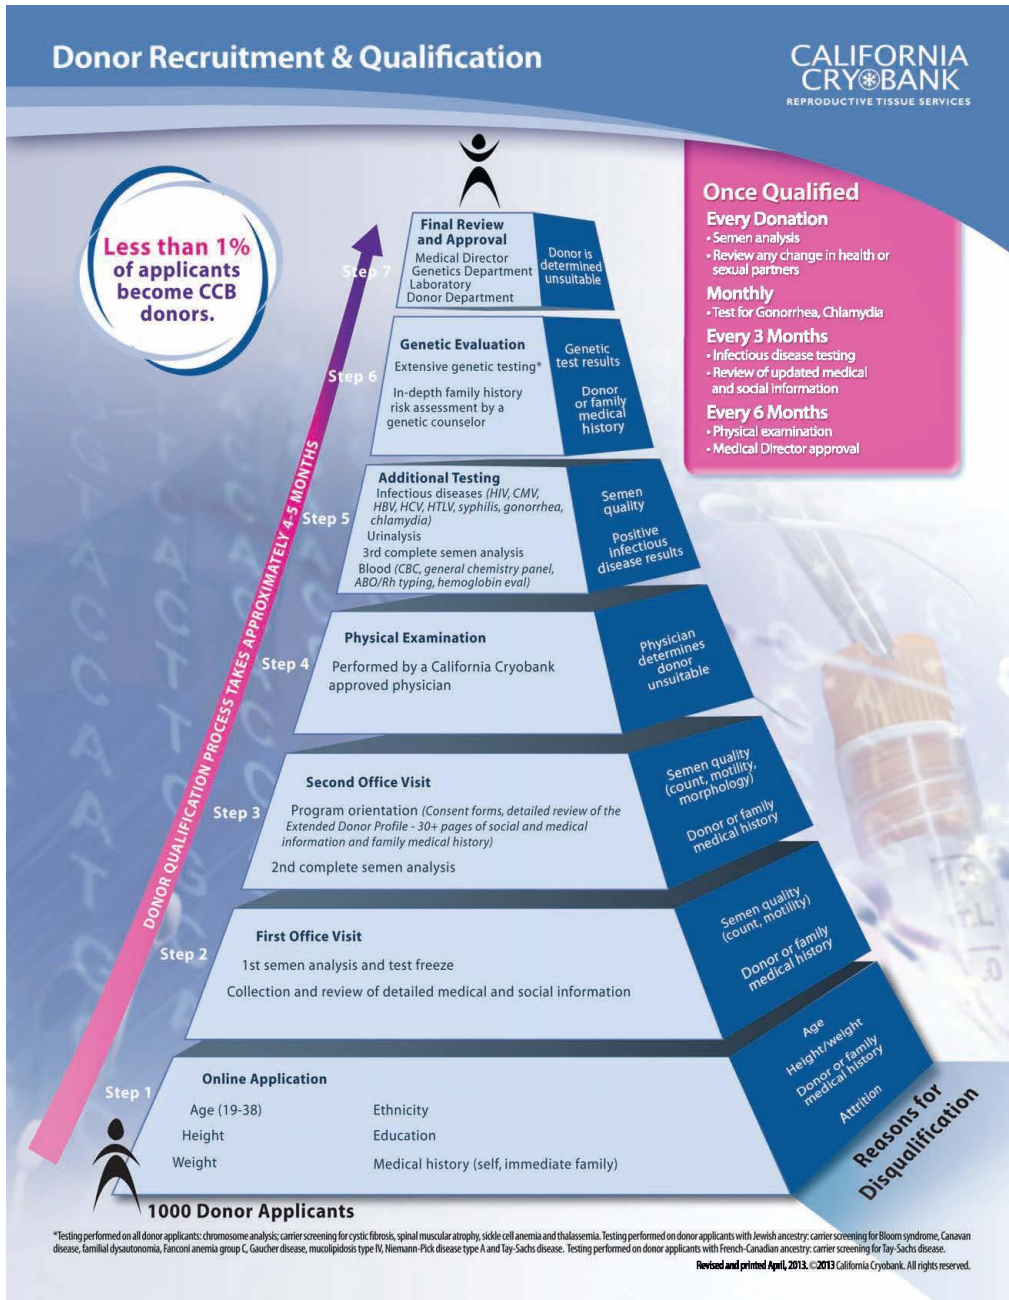 Donor Recruitment & Qualification
CALIFORNIA
CRYOBANK
REPRODUCTIVE TISSUE SERVICES
Less than 1%
of applicants
become CCB
donors.
Once Qualified
Every Donation
• Semen analysis
• Review any change in health or
sexual partners
Monthly
• Test for Gonorrhea, Chlamydia
Every 3 Months
• Infectious disease testing
• Review of updated medical
and social information
Every 6 Months
• Physical examination
• Medical Director approval
DONOR QUALIFICATION PROCESS TAKES APPROXIMATELY 4-5 MONTHS
Step 7
Final Review
and Approval
Medical Director
Genetics Department
Laboratory
Donor Department
Donor is
determined
unsuitable
Step 6
Genetic Evaluation
Extensive genetic testing*
In-depth family history
risk assessment by a
genetic counselor
Genetic
test results
Donor
or family
medical
history
Step 5
Additional Testing
Infectious diseases (HIV, CMV,
HBV, HCV, HTLV, syphilis, gonorrhea,
chlamydia)
Urinalysis
3rd complete semen analysis
Blood (CBC, general chemistry panel,
ABO/Rh typing, hemoglobin eval)
Semen
quality
Positive
infectious
disease results
Step 4
Physical Examination
Performed by a California Cryobank
approved physician
Physician
determines
donor
unsuitable
Step 3
Second Office Visit
Program orientation (Consent forms, detailed review of the
Extended Donor Profile - 30+ pages of social and medical
information and family medical history)
2nd complete semen analysis
Semen quality
(count, motility,
morphology)
Donor or family
medical history
Step 2
First Office Visit
1st semen analysis and test freeze
Collection and review of detailed medical and social information
Semen quality
(count, motility)
Donor or family
medical history
Step 1
Online Application
Age (19-38)
Height
Weight
Ethnicity
Education
Medical history (self, immediate family)
Age
Height/weight
Donor or family
medical history
Attrition
Reasons for
Disqualification
1000 Donor Applicants
*Testing performed on all donor applicants: chromosome analysis; carrier screening for cystic fibrosis, spinal muscular atrophy, sickle cell anemia and thalassemia. Testing performed on donor applicants with Jewish ancestry: carrier screening for Bloom syndrome, Canavan
disease, familial dysautonomia, Fanconi anemia group C, Gaucher disease, mucolipidosis type IV, Niemann-Pick disease type A and Tay-Sachs disease. Testing performed on donor applicants with French-Canadian ancestry: carrier screening for Tay-Sachs disease.
Revised and printed April, 2013. ©2013 California Cryobank. All rights reserved.